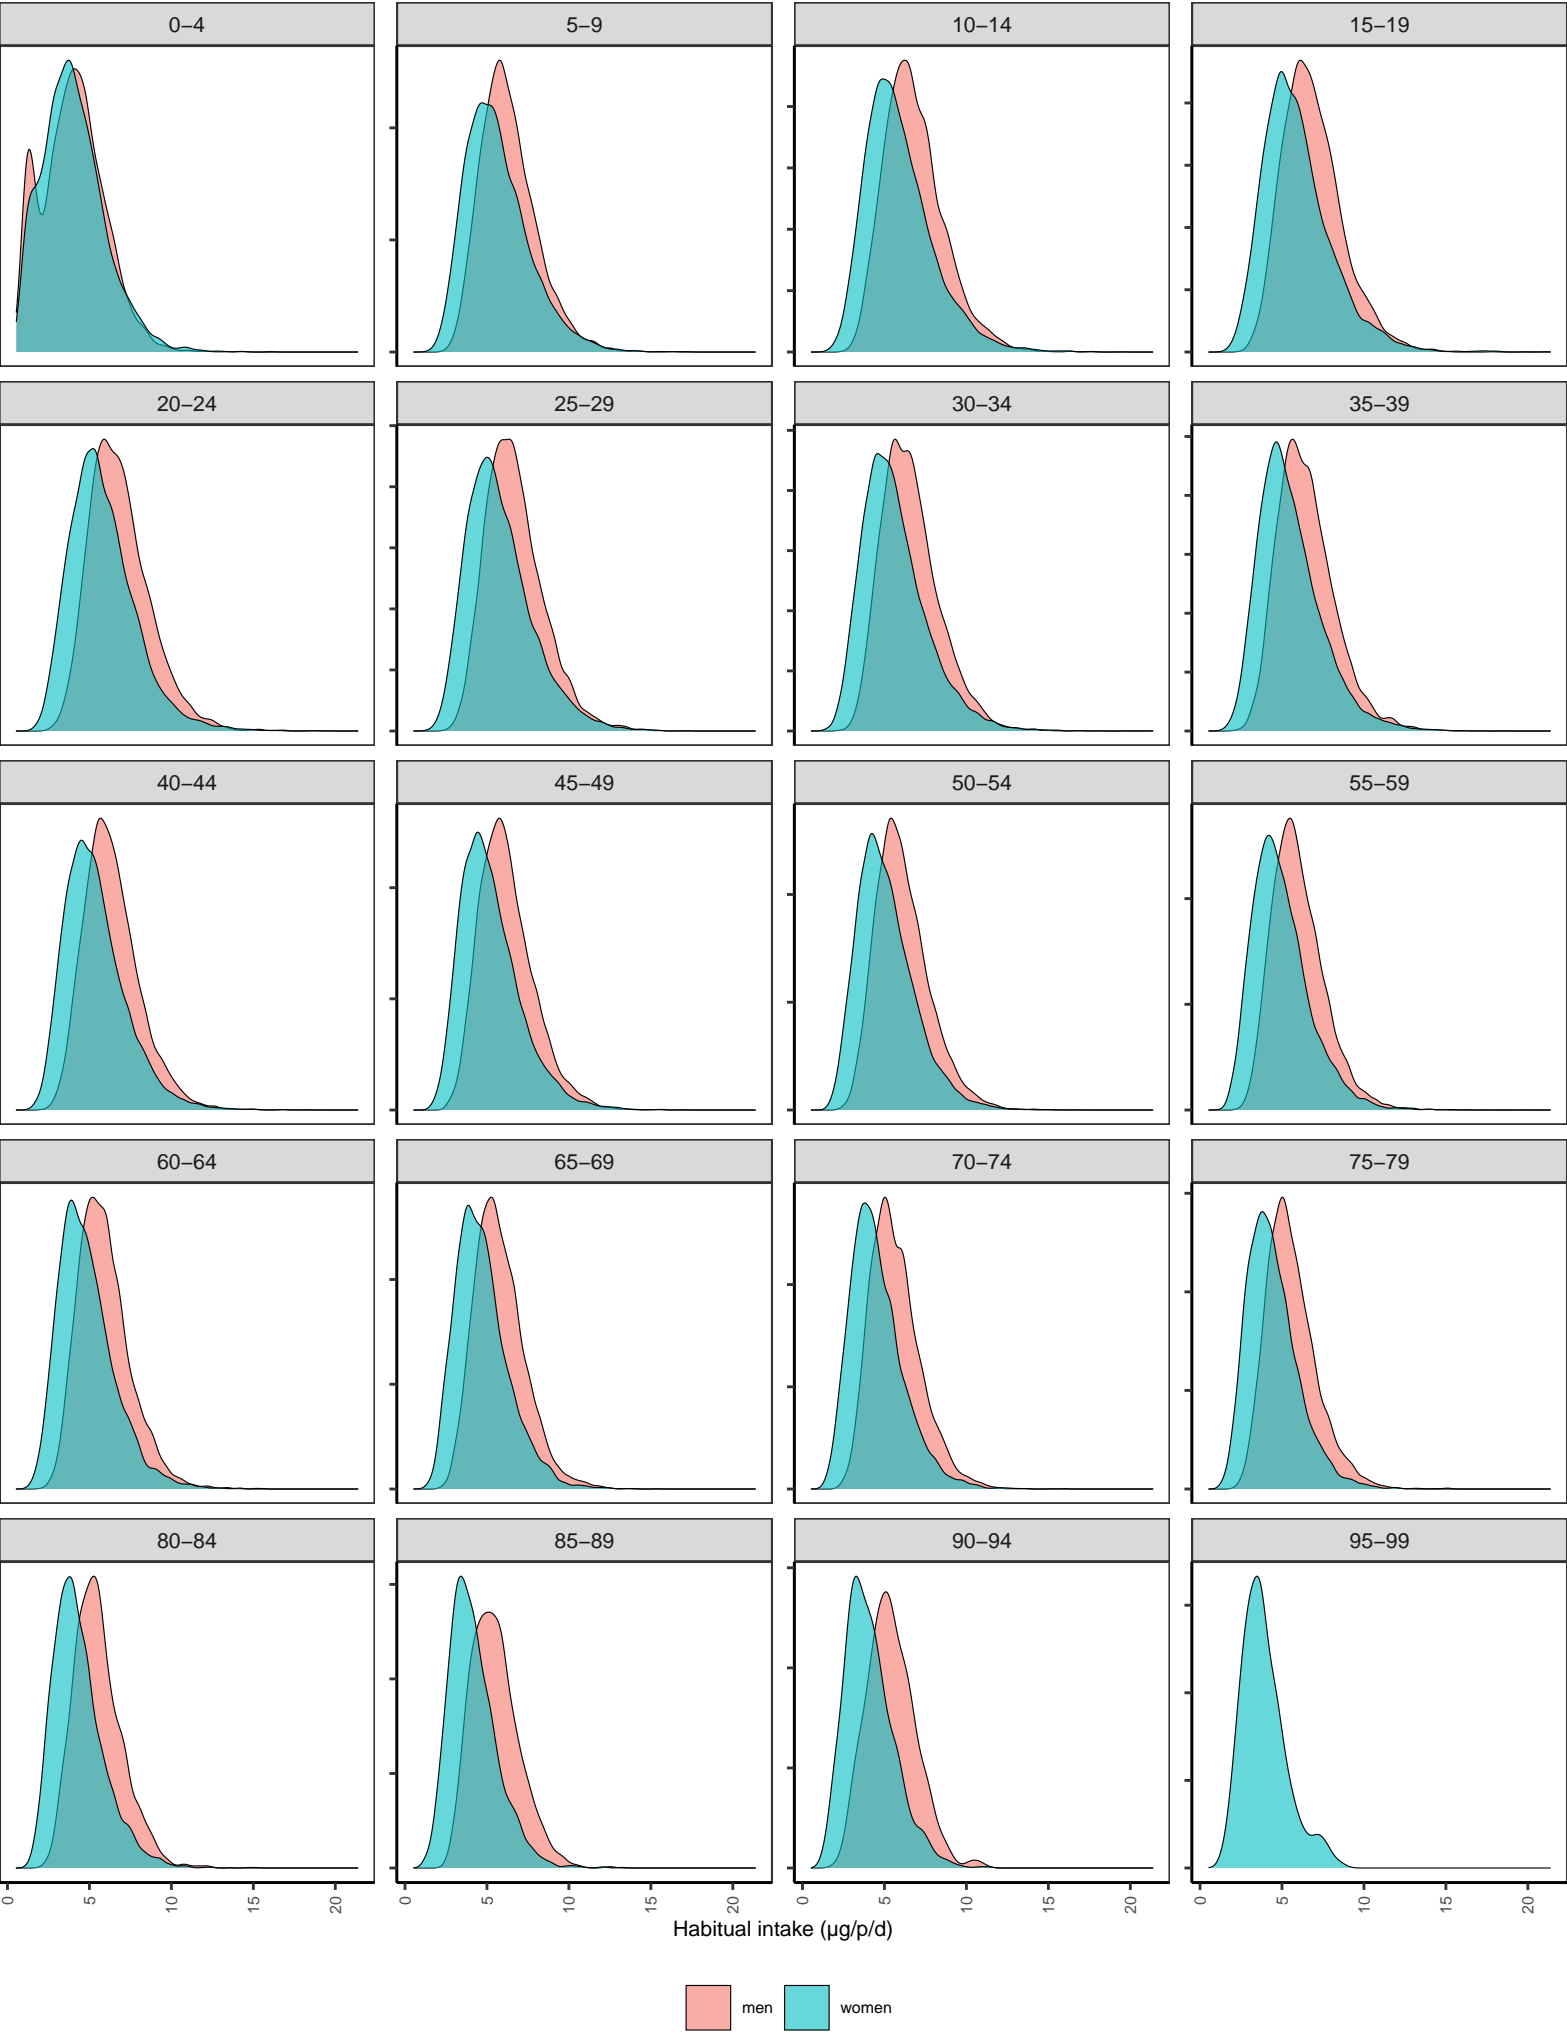 0–4 5–9 10–14 15–19
20–24 25–29 30–34 35–39
40–44 45–49 50–54 55–59
60–64 65–69 70–74 75–79
80–84 85–89 90–94 95–99
0 5 10 15 20 0 5 10 15 20 0 5 10 15 20 0 5 10 15 20
Habitual intake (µg/p/d)
men women